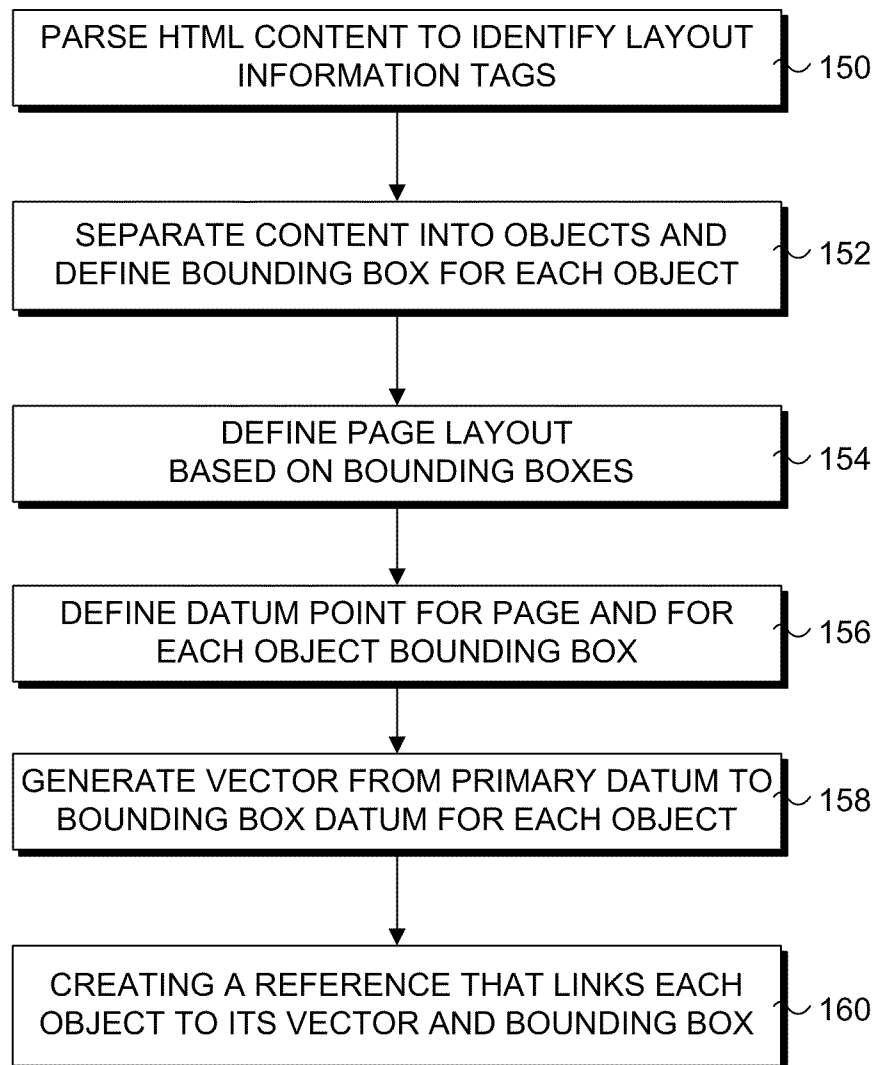 PARSE HTML CONTENT TO IDENTIFY LAYOUT
INFORMATION TAGS
150
SEPARATE CONTENT INTO OBJECTS AND
DEFINE BOUNDING BOX FOR EACH OBJECT
152
DEFINE PAGE LAYOUT
BASED ON BOUNDING BOXES
154
DEFINE DATUM POINT FOR PAGE AND FOR
EACH OBJECT BOUNDING BOX
156
GENERATE VECTOR FROM PRIMARY DATUM TO
BOUNDING BOX DATUM FOR EACH OBJECT
158
CREATING A REFERENCE THAT LINKS EACH
OBJECT TO ITS VECTOR AND BOUNDING BOX
160